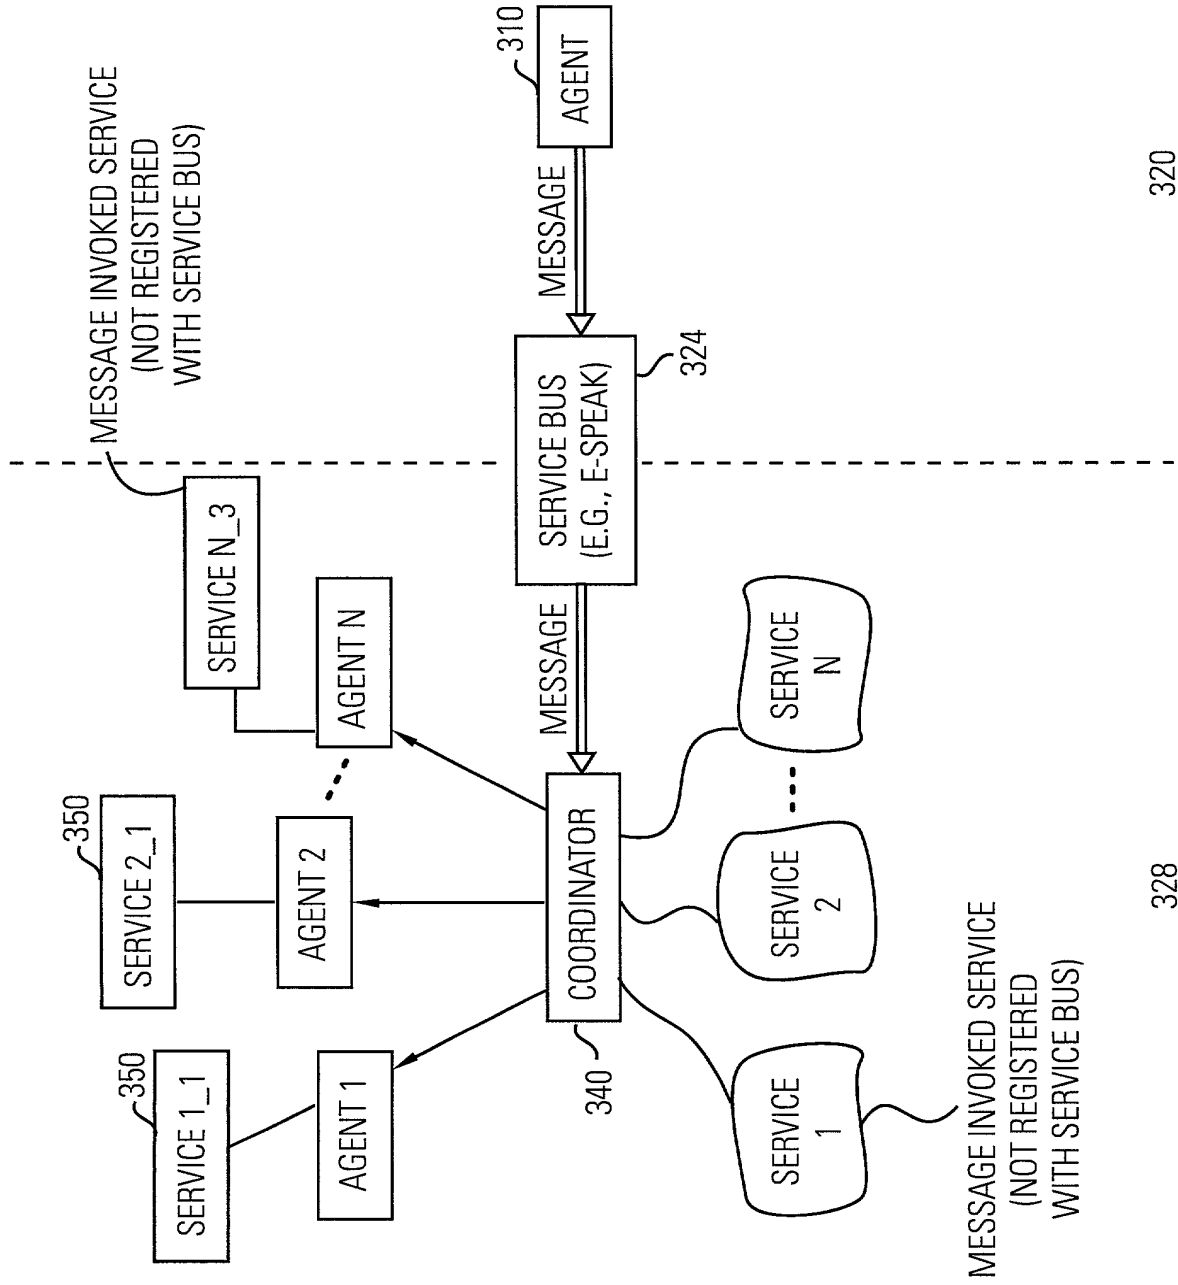 310
AGENT
MESSAGE INVOKED SERVICE
(NOT REGISTERED
WITH SERVICE BUS)
MESSAGE
320
SERVICE BUS
(E.G., E-SPEAK)
324
SERVICE N_3
AGENT N
MESSAGE
SERVICE
N
350
SERVICE 2_1
AGENT 2
COORDINATOR
340
SERVICE
2
328
350
SERVICE 1_1
AGENT 1
SERVICE
1
MESSAGE INVOKED SERVICE
(NOT REGISTERED
WITH SERVICE BUS)